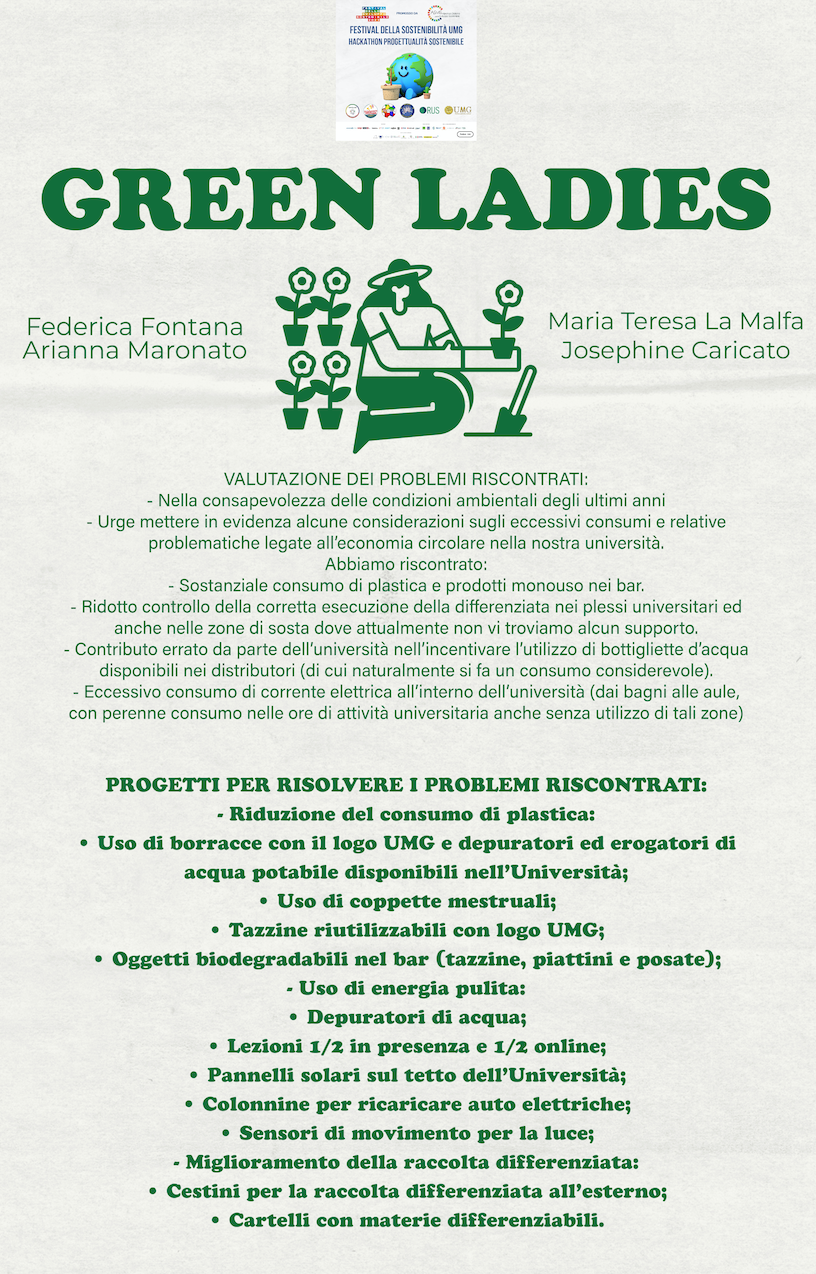 FESTIVAL DELLA SOSTENIBILITÀ UMG
HACKATHON PROGETTUALITÀ SOSTENIBILE
RUS
UMG
GREEN LADIES
Federica Fontana
Arianna Maronato
Maria Teresa La Malfa
Josephine Caricato
VALUTAZIONE DEI PROBLEMI RISCONTRATI:
- Nella consapevolezza delle condizioni ambientali degli ultimi anni
- Urge mettere in evidenza alcune considerazioni sugli eccessivi consumi e relative
problematiche legate all’economia circolare nella nostra università.
Abbiamo riscontrato:
- Sostanziale consumo di plastica e prodotti monouso nei bar.
- Ridotto controllo della corretta esecuzione della differenziata nei plessi universitari ed
anche nelle zone di sosta dove attualmente non vi troviamo alcun supporto.
- Contributo errato da parte dell’università nell’incentivare l’utilizzo di bottigliette d’acqua
disponibili nei distributori (di cui naturalmente si fa un consumo considerevole).
- Eccessivo consumo di corrente elettrica all’interno dell’università (dai bagni alle aule,
con perenne consumo nelle ore di attività universitaria anche senza utilizzo di tali zone)
PROGETTI PER RISOLVERE I PROBLEMI RISCONTRATI:
- Riduzione del consumo di plastica:
• Uso di borracce con il logo UMG e depuratori ed erogatori di
acqua potabile disponibili nell’Università;
• Uso di coppette mestruali;
• Tazzine riutilizzabili con logo UMG;
• Oggetti biodegradabili nel bar (tazzine, piattini e posate);
- Uso di energia pulita:
• Depuratori di acqua;
• Lezioni 1/2 in presenza e 1/2 online;
• Pannelli solari sul tetto dell’Università;
• Colonnine per ricaricare auto elettriche;
• Sensori di movimento per la luce;
- Miglioramento della raccolta differenziata:
• Cestini per la raccolta differenziata all’esterno;
• Cartelli con materie differenziabili.